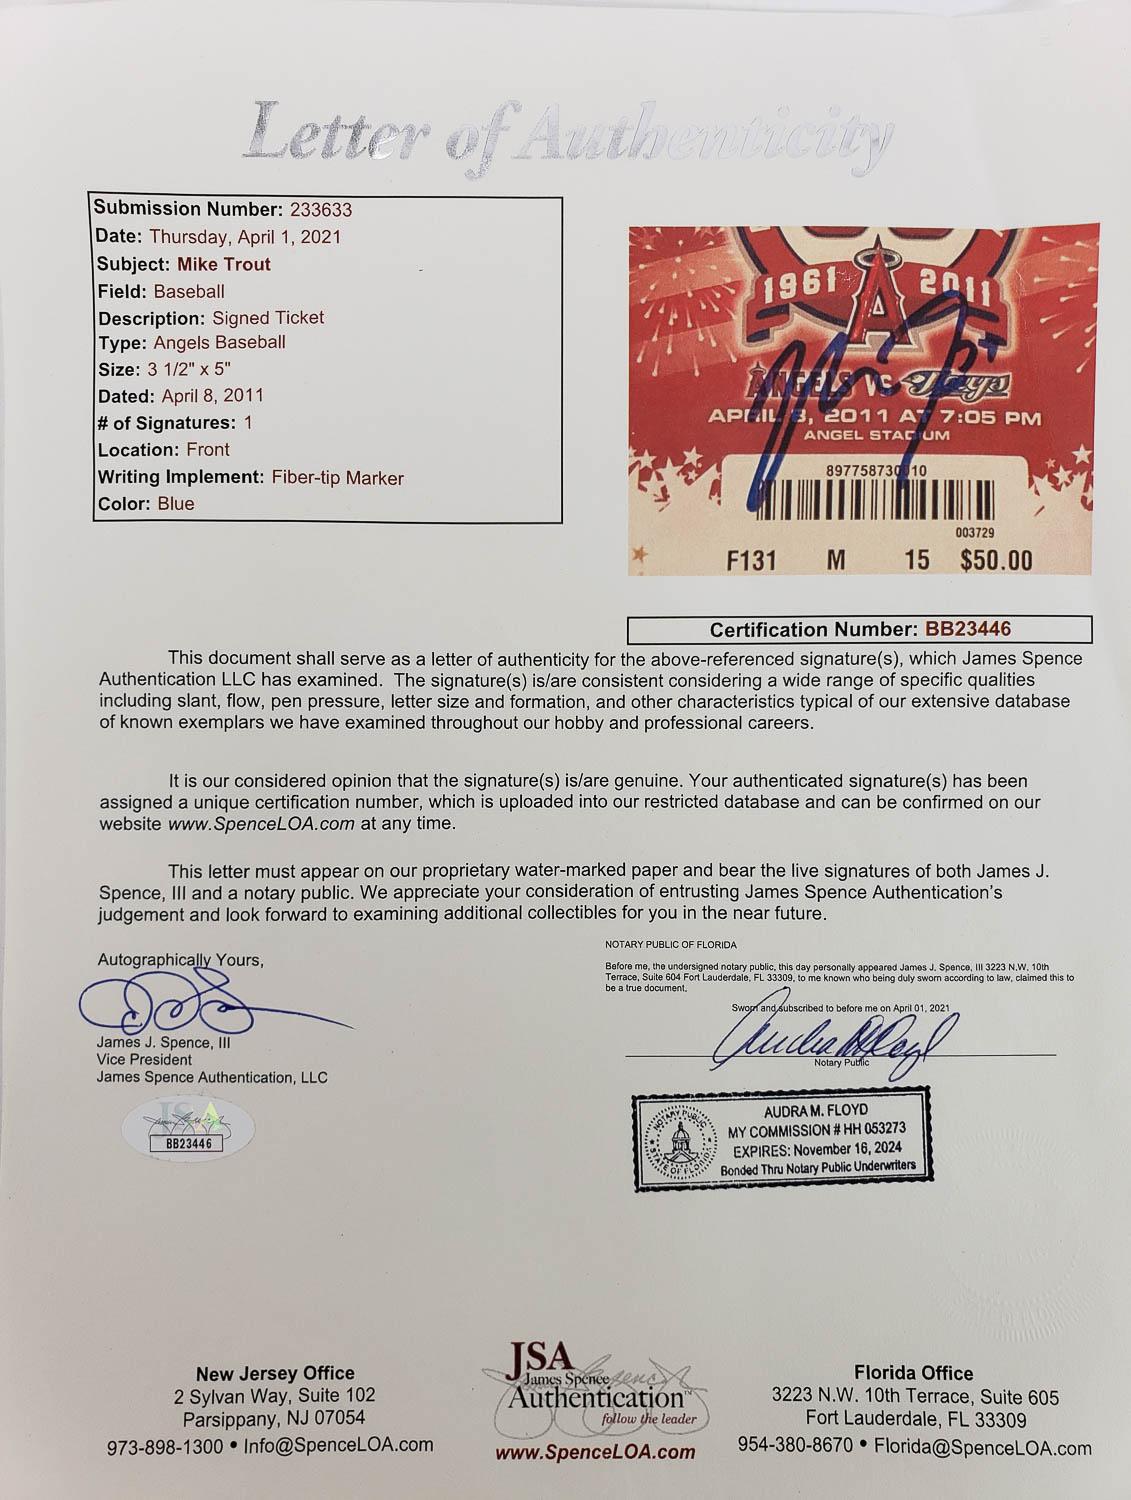 Letter of Authenticity
Submission Number: 233633
Date: Thursday, April 1, 2021
Subject: Mike Trout
Field: Baseball
Description: Signed Ticket
Type: Angels Baseball
Size: 3 1/2" x 5"
Dated: April 8, 2011
# of Signatures: 1
Location: Front
Writing Implement: Fiber-tip Marker
Color: Blue
1961 A 2011
ANGELS VS Jays
APRIL 8, 2011 AT 7:05 PM
ANGEL STADIUM
897758730010
003729
F131 M 15 $50.00
Certification Number: BB23446
This document shall serve as a letter of authenticity for the above-referenced signature(s), which James Spence
Authentication LLC has examined. The signature(s) is/are consistent considering a wide range of specific qualities
including slant, flow, pen pressure, letter size and formation, and other characteristics typical of our extensive database
of known exemplars we have examined throughout our hobby and professional careers.
It is our considered opinion that the signature(s) is/are genuine. Your authenticated signature(s) has been
assigned a unique certification number, which is uploaded into our restricted database and can be confirmed on our
website www.SpenceLOA.com at any time.
This letter must appear on our proprietary water-marked paper and bear the live signatures of both James J.
Spence, III and a notary public. We appreciate your consideration of entrusting James Spence Authentication's
judgement and look forward to examining additional collectibles for you in the near future.
Autographically Yours,
James J. Spence, III
Vice President
James Spence Authentication, LLC
JSA
BB23446
NOTARY PUBLIC OF FLORIDA
Before me, the undersigned notary public, this day personally appeared James J. Spence, III 3223 N.W. 10th
Terrace, Suite 604 Fort Lauderdale, FL 33309, to me known who being duly sworn according to law, claimed this to
be a true document.
Sworn and subscribed to before me on April 01, 2021
Audra M Floyd
Notary Public
NOTARY PUBLIC
STATE OF FLORIDA
AUDRA M. FLOYD
MY COMMISSION # HH 053273
EXPIRES: November 16, 2024
Bonded Thru Notary Public Underwriters
New Jersey Office
2 Sylvan Way, Suite 102
Parsippany, NJ 07054
973-898-1300 • Info@SpenceLOA.com
JSA
James Spence
Authentication™
follow the leader
www.SpenceLOA.com
Florida Office
3223 N.W. 10th Terrace, Suite 605
Fort Lauderdale, FL 33309
954-380-8670 • Florida@SpenceLOA.com